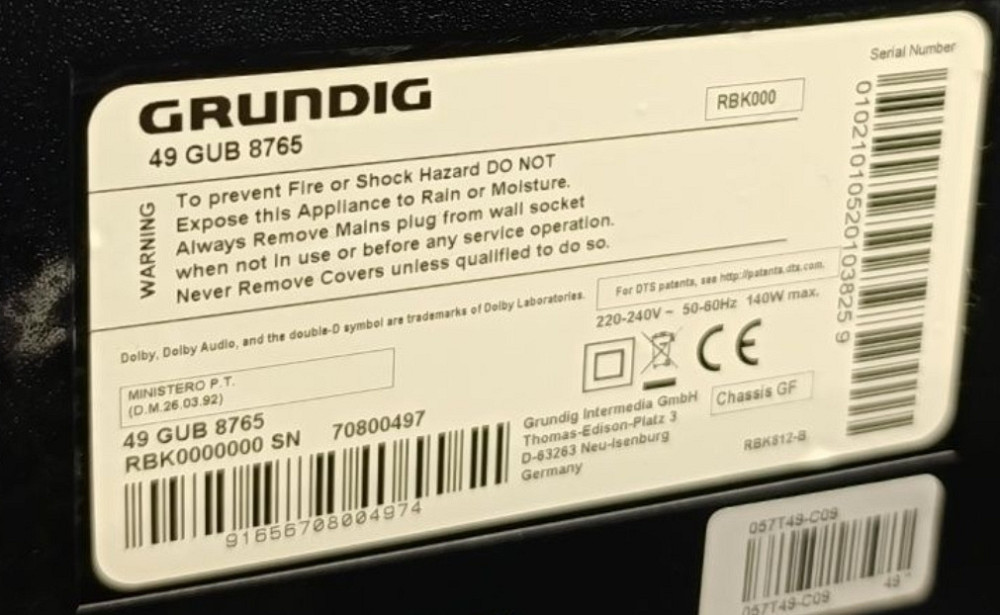 GRUNDIG
49 GUB 8765
RBK000
Serial Number
WARNING
To prevent Fire or Shock Hazard DO NOT
Expose this Appliance to Rain or Moisture.
Always Remove Mains plug from wall socket
when not in use or before any service operation.
Never Remove Covers unless qualified to do so.
Dolby, Dolby Audio, and the double-D symbol are trademarks of Dolby Laboratories.
For DTS patents, see http://patents.dts.com.
220-240V ~ 50-60Hz 140W max.
CE
MINISTERO P.T.
(D.M.26.03.92)
49 GUB 8765
RBK0000000 SN 70800497
91656708004974
Grundig Intermedia GmbH
Thomas-Edison-Platz 3
D-63263 Neu-Isenburg
Germany
Chassis GF
RBK812-B
057T49-C09
49
057T49-C09